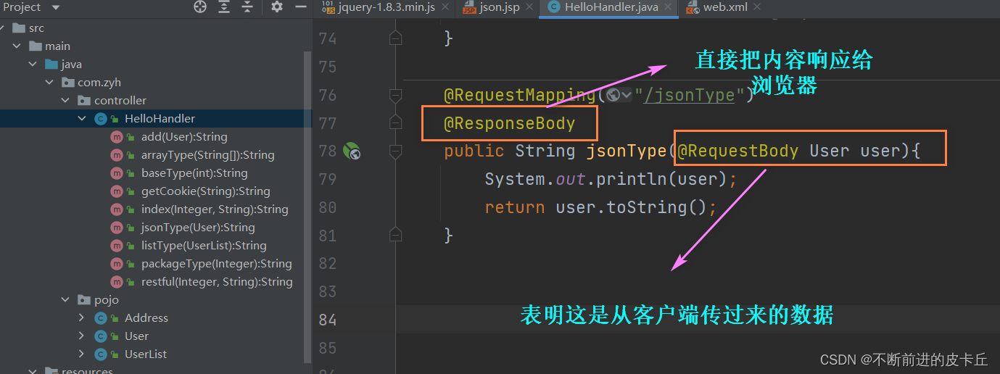 Project
jquery-1.8.3.min.js
json.jsp
HelloHandler.java
web.xml
src
main
java
com.zyh
controller
HelloHandler
add(User):String
arrayType(String[]):String
baseType(int):String
getCookie(String):String
index(Integer, String):String
jsonType(User):String
listType(UserList):String
packageType(Integer):String
restful(Integer, String):String
pojo
Address
User
UserList
resources
74 }
75
76 @RequestMapping("/jsonType")
77 @ResponseBody
78 public String jsonType(@RequestBody User user){
79 System.out.println(user);
80 return user.toString();
81 }
82
83
84
85
直接把内容响应给
浏览器
表明这是从客户端传过来的数据
CSDN @不断前进的皮卡丘